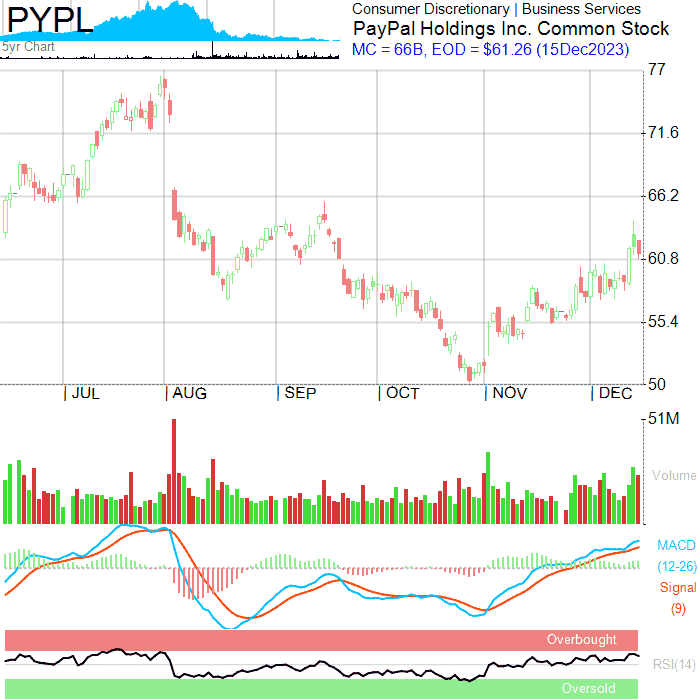 PYPL
5yr Chart
Consumer Discretionary | Business Services
PayPal Holdings Inc. Common Stock
MC = 66B, EOD = $61.26 (15Dec2023)
77
71.6
66.2
60.8
55.4
50
| JUL | AUG | SEP | OCT | NOV | DEC
51M
Volume
MACD
(12-26)
Signal
(9)
Overbought
RSI(14)
Oversold